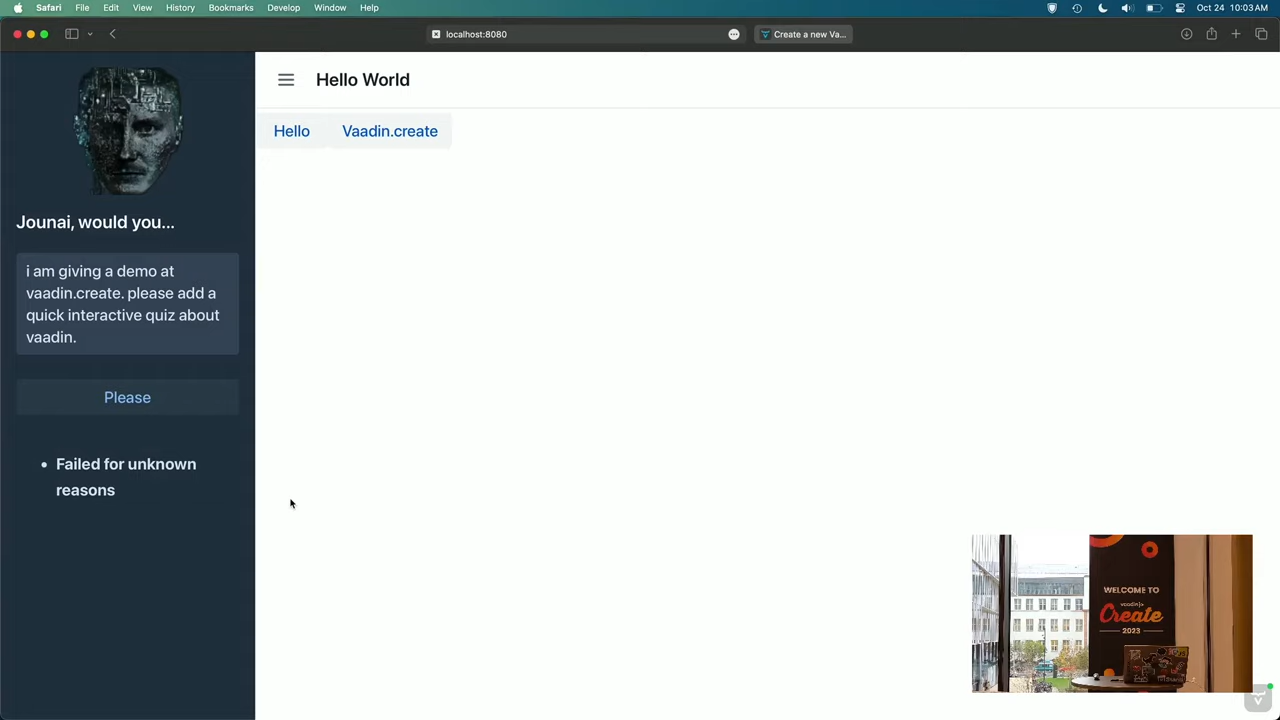 Safari File Edit View History Bookmarks Develop Window Help
Oct 24 10:03 AM
localhost:8080
Create a new Va...
Hello World
Hello
Vaadin.create
Jounai, would you...
i am giving a demo at
vaadin.create. please add a
quick interactive quiz about
vaadin.
Please
• Failed for unknown
reasons
WELCOME TO
vaadin}>
Create
2023